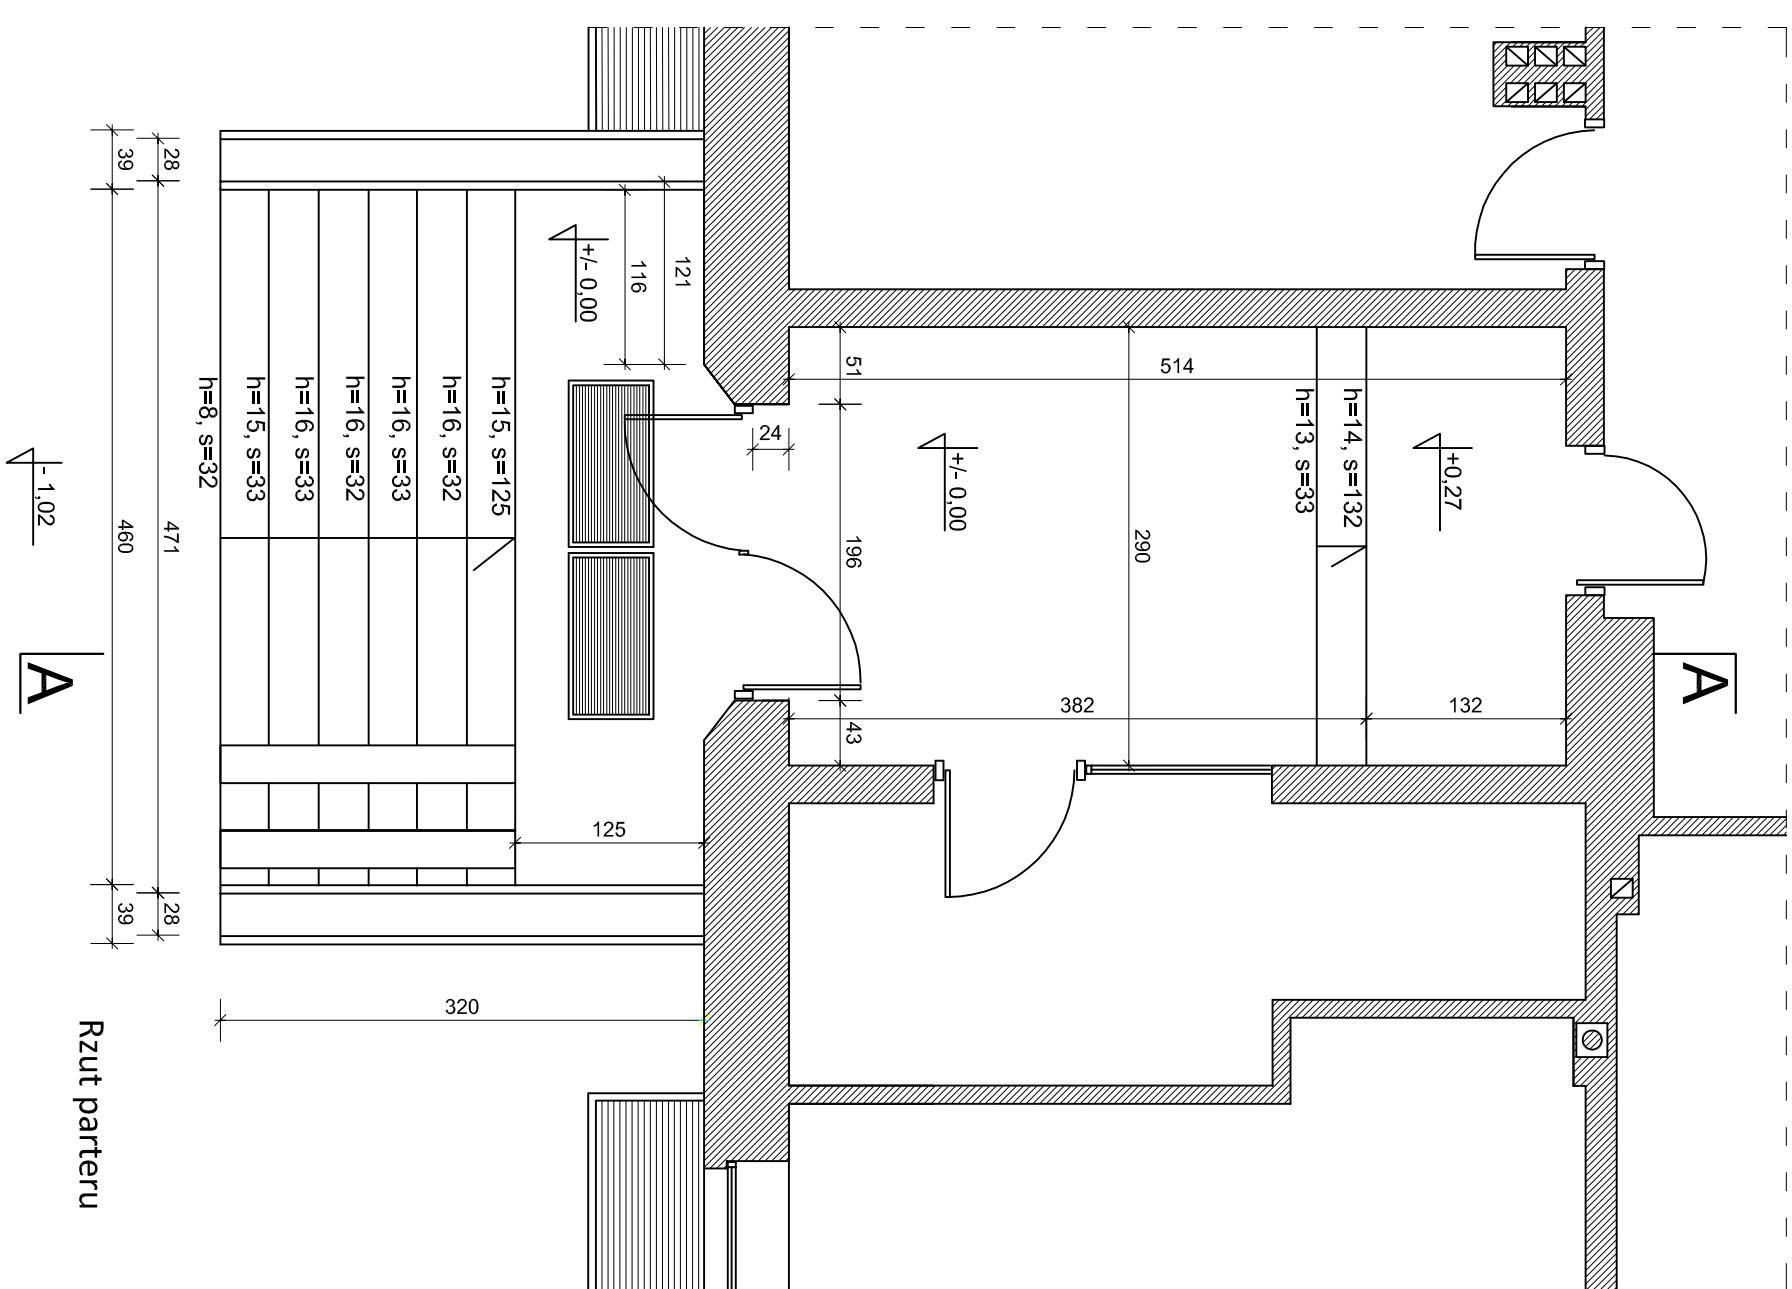 39
28
39
28
471
460
121
116
+/- 0,00
h=8, s=32
h=15, s=33
h=16, s=33
h=16, s=32
h=16, s=33
h=16, s=32
h=15, s=125
- 1,02
A
125
320
Rzut parteru
51
24
196
43
514
+/- 0,00
290
382
132
h=13, s=33
h=14, s=132
+0,27
A